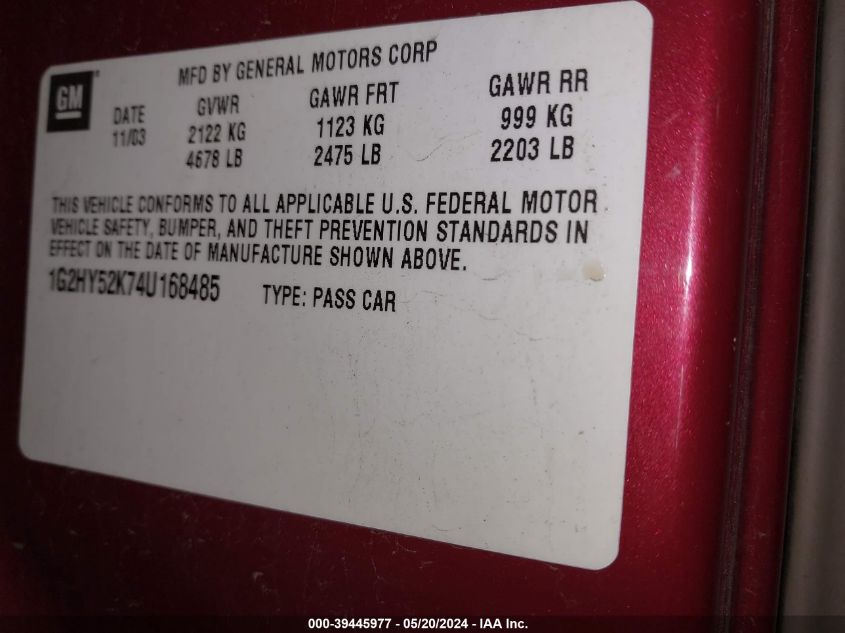 MFD BY GENERAL MOTORS CORP
GM®
DATE GVWR GAWR FRT GAWR RR
11/03 2122 KG 1123 KG 999 KG
4678 LB 2475 LB 2203 LB
THIS VEHICLE CONFORMS TO ALL APPLICABLE U.S. FEDERAL MOTOR
VEHICLE SAFETY, BUMPER, AND THEFT PREVENTION STANDARDS IN
EFFECT ON THE DATE OF MANUFACTURE SHOWN ABOVE.
1G2HY52K74U168485 TYPE: PASS CAR
000-39445977 - 05/20/2024 - IAA Inc.